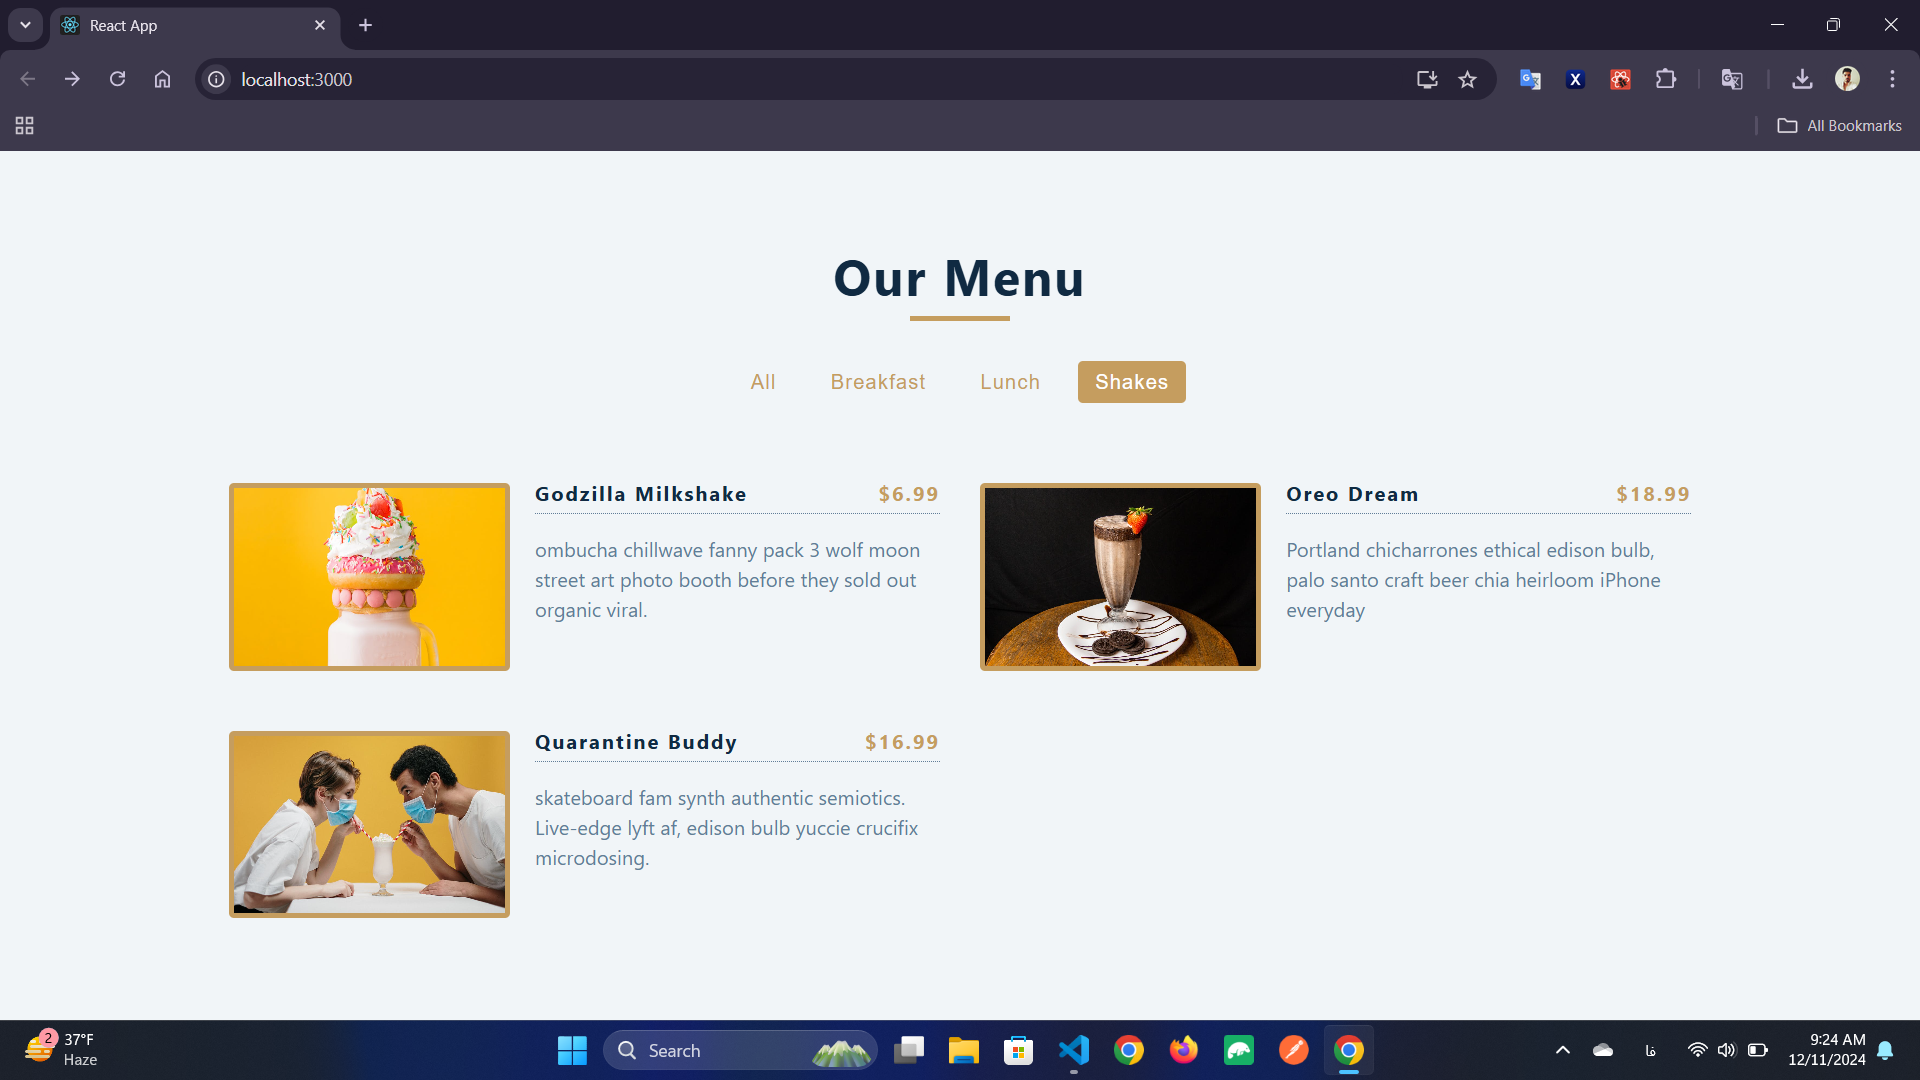 React App
localhost:3000
All Bookmarks
Our Menu
All Breakfast Lunch Shakes
Godzilla Milkshake $6.99
ombucha chillwave fanny pack 3 wolf moon
street art photo booth before they sold out
organic viral.
Oreo Dream $18.99
Portland chicharrones ethical edison bulb,
palo santo craft beer chia heirloom iPhone
everyday
Quarantine Buddy $16.99
skateboard fam synth authentic semiotics.
Live-edge lyft af, edison bulb yuccie crucifix
microdosing.
2
37°F
Haze
Search
فا
9:24 AM
12/11/2024